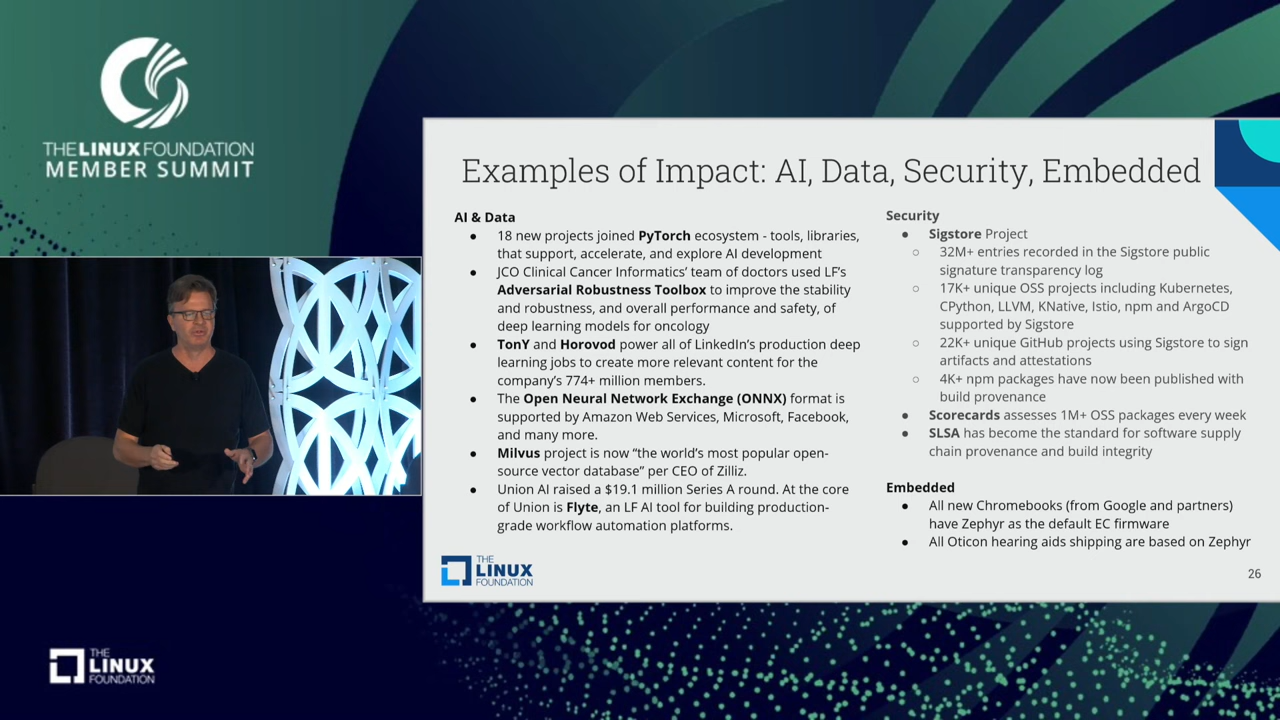 THE LINUX FOUNDATION
MEMBER SUMMIT
Examples of Impact: AI, Data, Security, Embedded
AI & Data
● 18 new projects joined PyTorch ecosystem - tools, libraries,
that support, accelerate, and explore AI development
● JCO Clinical Cancer Informatics’ team of doctors used LF’s
Adversarial Robustness Toolbox to improve the stability
and robustness, and overall performance and safety, of
deep learning models for oncology
● TonY and Horovod power all of LinkedIn’s production deep
learning jobs to create more relevant content for the
company’s 774+ million members.
● The Open Neural Network Exchange (ONNX) format is
supported by Amazon Web Services, Microsoft, Facebook,
and many more.
● Milvus project is now “the world’s most popular open-
source vector database” per CEO of Zilliz.
● Union AI raised a $19.1 million Series A round. At the core
of Union is Flyte, an LF AI tool for building production-
grade workflow automation platforms.
Security
● Sigstore Project
○ 32M+ entries recorded in the Sigstore public
signature transparency log
○ 17K+ unique OSS projects including Kubernetes,
CPython, LLVM, KNative, Istio, npm and ArgoCD
supported by Sigstore
○ 22K+ unique GitHub projects using Sigstore to sign
artifacts and attestations
○ 4K+ npm packages have now been published with
build provenance
● Scorecards assesses 1M+ OSS packages every week
● SLSA has become the standard for software supply
chain provenance and build integrity
Embedded
● All new Chromebooks (from Google and partners)
have Zephyr as the default EC firmware
● All Oticon hearing aids shipping are based on Zephyr
THE
LINUX
FOUNDATION
26
THE
LINUX
FOUNDATION